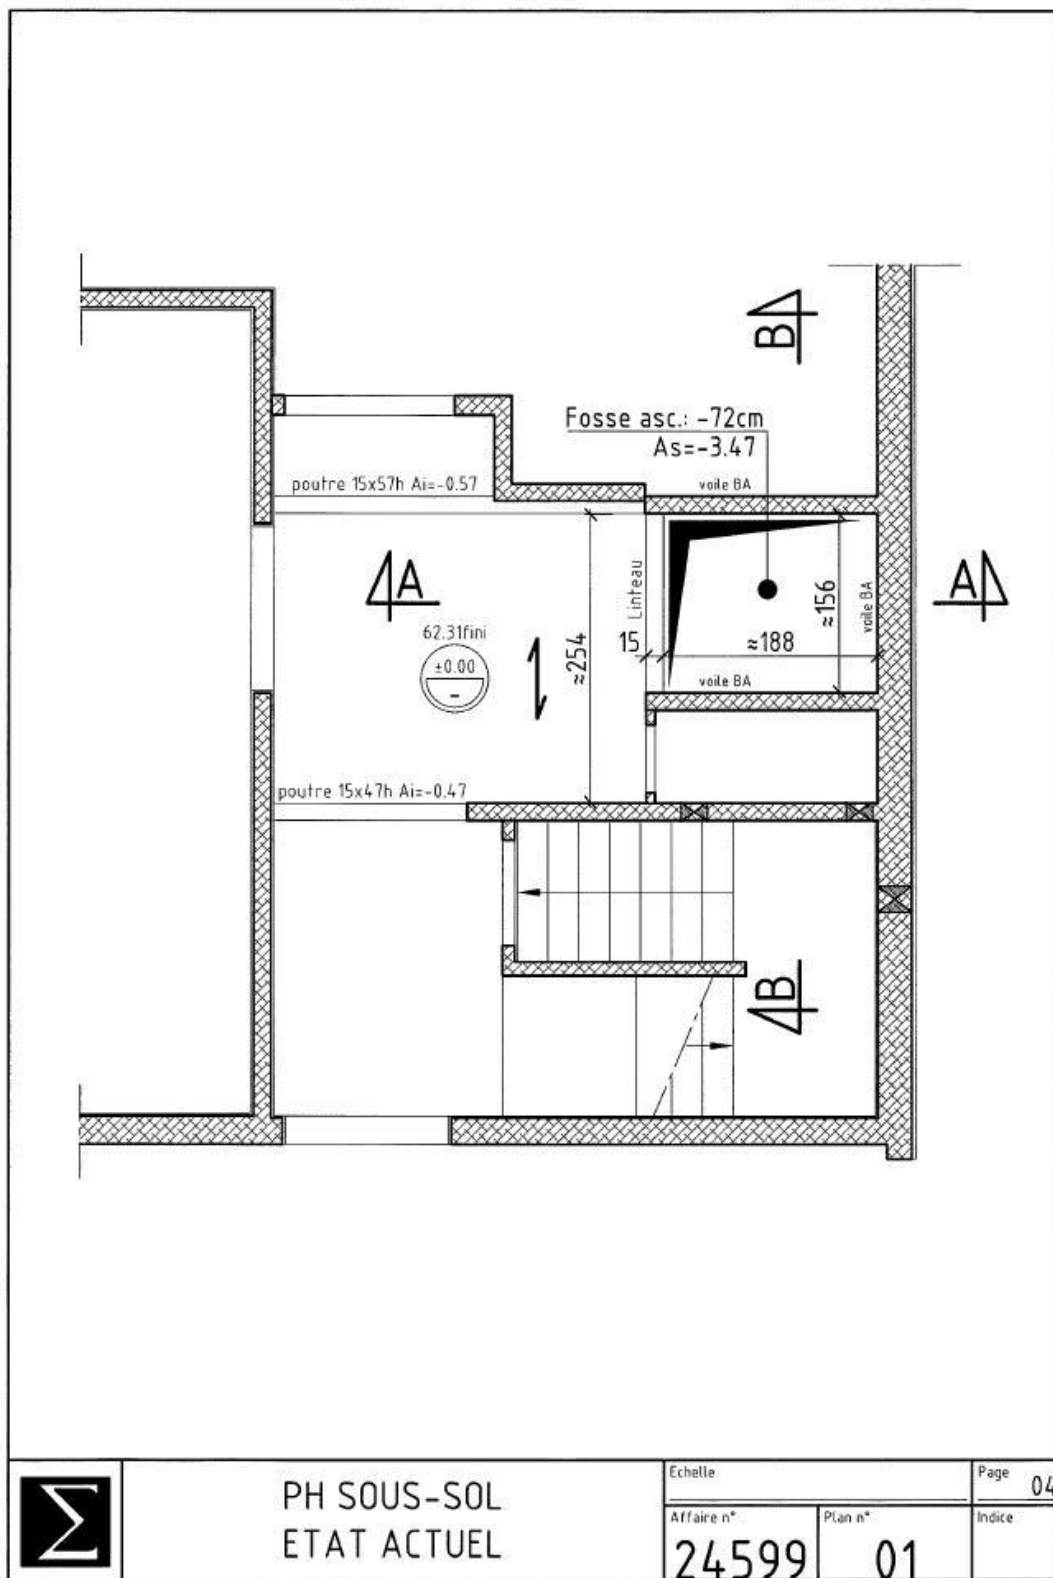 B
Fosse asc.: -72cm
As=-3.47
voile BA
poutre 15x57h Ai=-0.57
A
A
Linteau
≈156
voile BA
62.31fini
±0.00
-
≈254
15
≈188
voile BA
poutre 15x47h Ai=-0.47
B
Σ
PH SOUS-SOL
ETAT ACTUEL
Echelle
Page
04
Affaire n°
24599
Plan n°
01
Indice